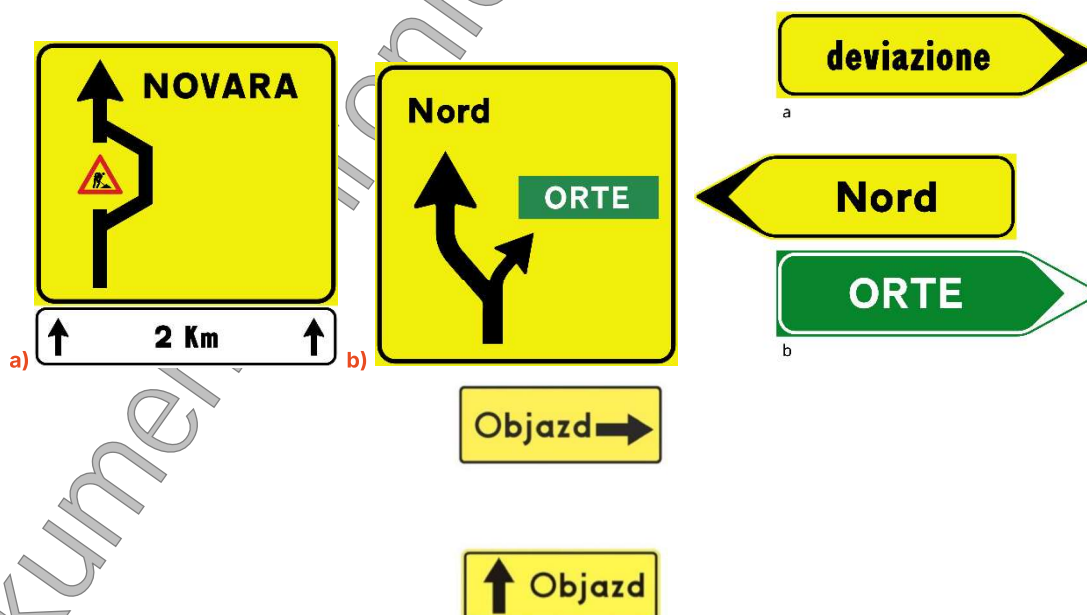 NOVARA
2 Km
a)
Nord
ORTE
b)
deviazione
a
Nord
ORTE
b
Objazd
Objazd